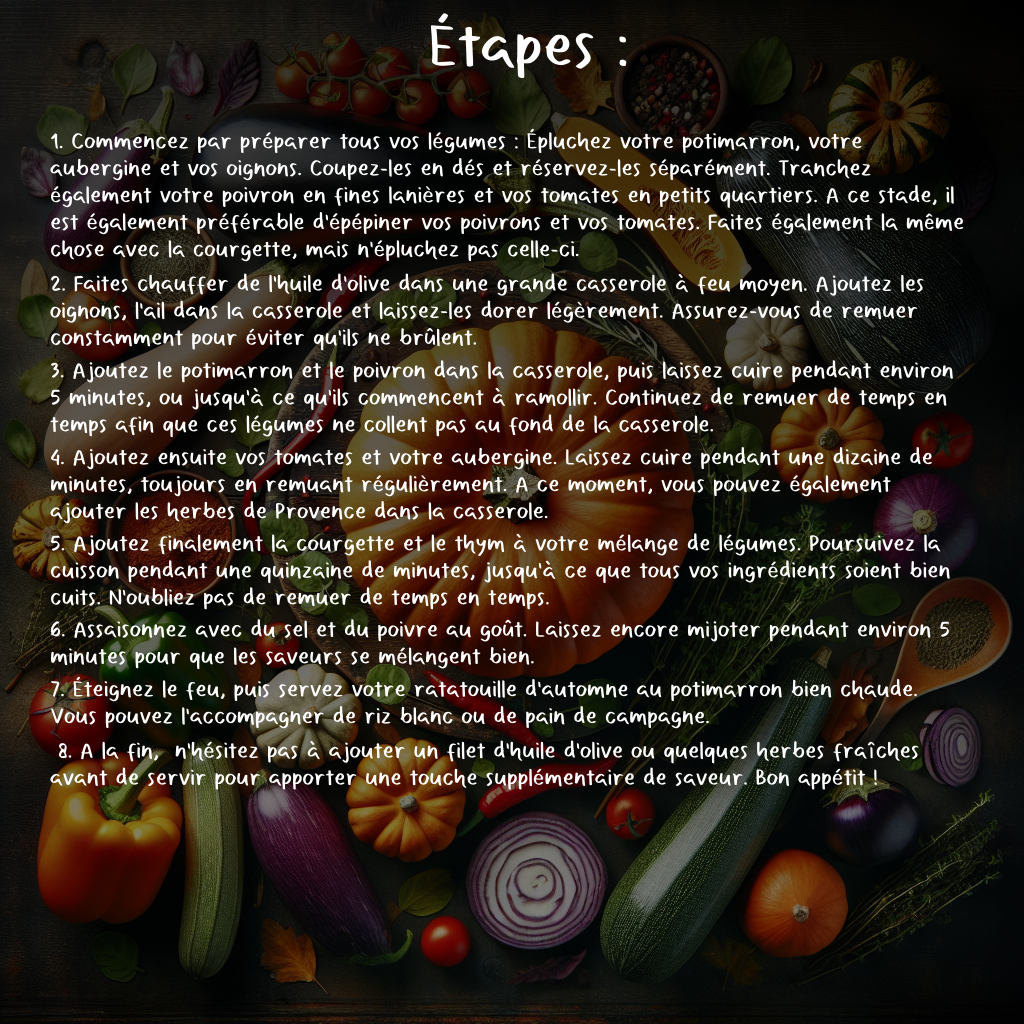 Étapes :
1. Commencez par préparer tous vos légumes : Épluchez votre potimarron, votre
aubergine et vos oignons. Coupez-les en dés et réservez-les séparément. Tranchez
également votre poivron en fines lanières et vos tomates en petits quartiers. A ce stade, il
est également préférable d'épépiner vos poivrons et vos tomates. Faites également la même
chose avec la courgette, mais n'épluchez pas celle-ci.
2. Faites chauffer de l'huile d'olive dans une grande casserole à feu moyen. Ajoutez les
oignons, l'ail dans la casserole et laissez-les dorer légèrement. Assurez-vous de remuer
constamment pour éviter qu'ils ne brûlent.
3. Ajoutez le potimarron et le poivron dans la casserole, puis laissez cuire pendant environ
5 minutes, ou jusqu'à ce qu'ils commencent à ramollir. Continuez de remuer de temps en
temps afin que ces légumes ne collent pas au fond de la casserole.
4. Ajoutez ensuite vos tomates et votre aubergine. Laissez cuire pendant une dizaine de
minutes, toujours en remuant régulièrement. A ce moment, vous pouvez également
ajouter les herbes de Provence dans la casserole.
5. Ajoutez finalement la courgette et le thym à votre mélange de légumes. Poursuivez la
cuisson pendant une quinzaine de minutes, jusqu'à ce que tous vos ingrédients soient bien
cuits. N'oubliez pas de remuer de temps en temps.
6. Assaisonnez avec du sel et du poivre au goût. Laissez encore mijoter pendant environ 5
minutes pour que les saveurs se mélangent bien.
7. Éteignez le feu, puis servez votre ratatouille d'automne au potimarron bien chaude.
Vous pouvez l'accompagner de riz blanc ou de pain de campagne.
8. A la fin, n'hésitez pas à ajouter un filet d'huile d'olive ou quelques herbes fraîches
avant de servir pour apporter une touche supplémentaire de saveur. Bon appétit !